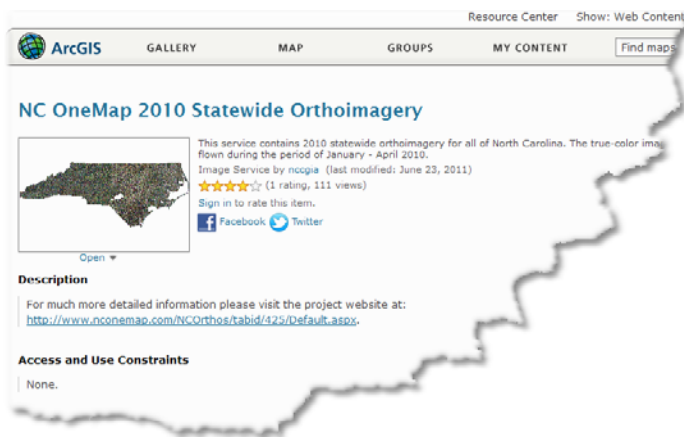 Resource Center Show: Web Content
ArcGIS GALLERY MAP GROUPS MY CONTENT Find maps
NC OneMap 2010 Statewide Orthoimagery
This service contains 2010 statewide orthoimagery for all of North Carolina. The true-color
flown during the period of January - April 2010.
Image Service by nccgia (last modified: June 23, 2011)
(1 rating, 111 views)
Sign in to rate this item.
Facebook Twitter
Open
Description
For much more detailed information please visit the project website at:
http://www.nconemap.com/NCOrthos/tabid/425/Default.aspx.
Access and Use Constraints
None.